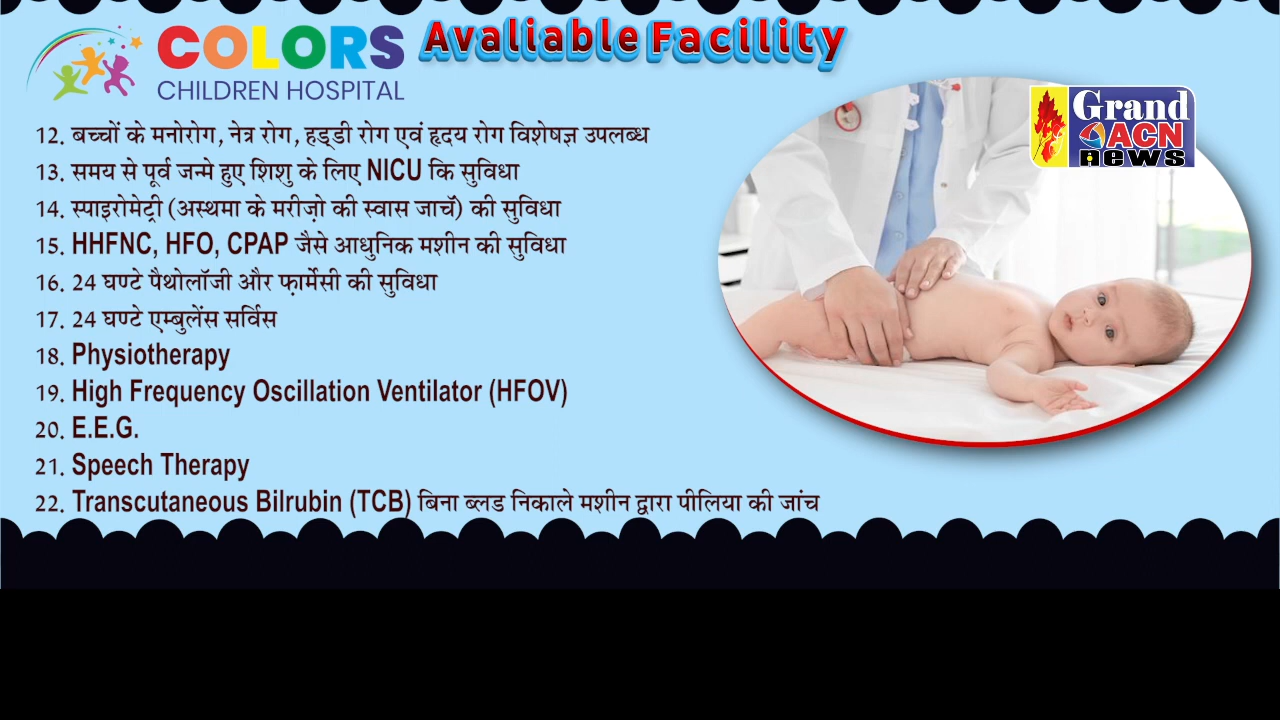 COLORS
CHILDREN HOSPITAL
Avaliable Facility
Grand
ACN
news
12. बच्चों के मनोरोग, नेत्र रोग, हड्डी रोग एवं हृदय रोग विशेषज्ञ उपलब्ध
13. समय से पूर्व जन्मे हुए शिशु के लिए NICU कि सुविधा
14. स्पाइरोमेट्री (अस्थमा के मरीज़ो की स्वास जाचॅ) की सुविधा
15. HHFNC, HFO, CPAP जैसे आधुनिक मशीन की सुविधा
16. 24 घण्टे पैथोलॉजी और फ़ार्मेसी की सुविधा
17. 24 घण्टे एम्बुलेंस सर्विस
18. Physiotherapy
19. High Frequency Oscillation Ventilator (HFOV)
20. E.E.G.
21. Speech Therapy
22. Transcutaneous Bilrubin (TCB) बिना ब्लड निकाले मशीन द्वारा पीलिया की जांच